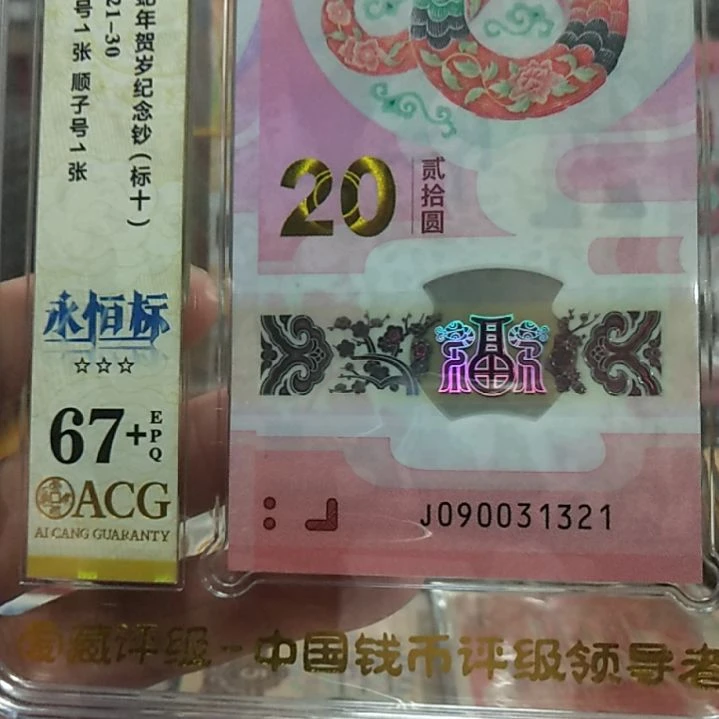 蛇年贺岁纪念钞（标十）
21-30
号1张 顺子号1张
永恒标
☆☆☆
67+
EPQ
ACG
AI CANG GUARANTY
20
贰拾圆
J090031321
爱藏评级-中国钱币评级领导者